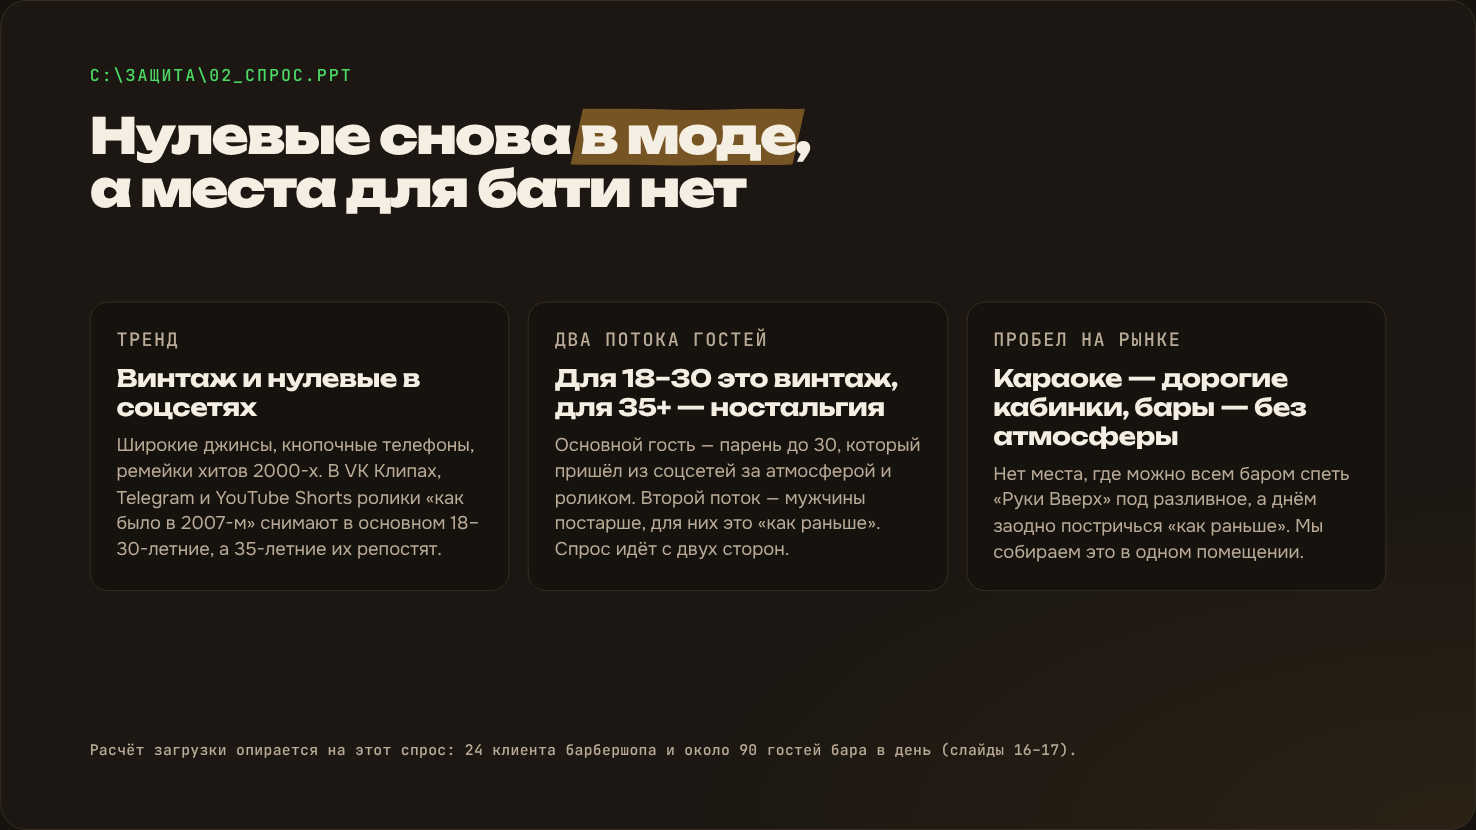 C:\ЗАЩИТА\02_СПРОС.PPT
Нулевые снова в моде,
а места для бати нет
ТРЕНД
Винтаж и нулевые в
соцсетях
Широкие джинсы, кнопочные телефоны,
ремейки хитов 2000-х. В VK Клипах,
Telegram и YouTube Shorts ролики «как
было в 2007-м» снимают в основном 18–
30-летние, а 35-летние их репостят.
ДВА ПОТОКА ГОСТЕЙ
Для 18–30 это винтаж,
для 35+ — ностальгия
Основной гость — парень до 30, который
пришёл из соцсетей за атмосферой и
роликом. Второй поток — мужчины
постарше, для них это «как раньше».
Спрос идёт с двух сторон.
ПРОБЕЛ НА РЫНКЕ
Караоке — дорогие
кабинки, бары — без
атмосферы
Нет места, где можно всем баром спеть
«Руки Вверх» под разливное, а днём
заодно постричься «как раньше». Мы
собираем это в одном помещении.
Расчёт загрузки опирается на этот спрос: 24 клиента барбершопа и около 90 гостей бара в день (слайды 16–17).